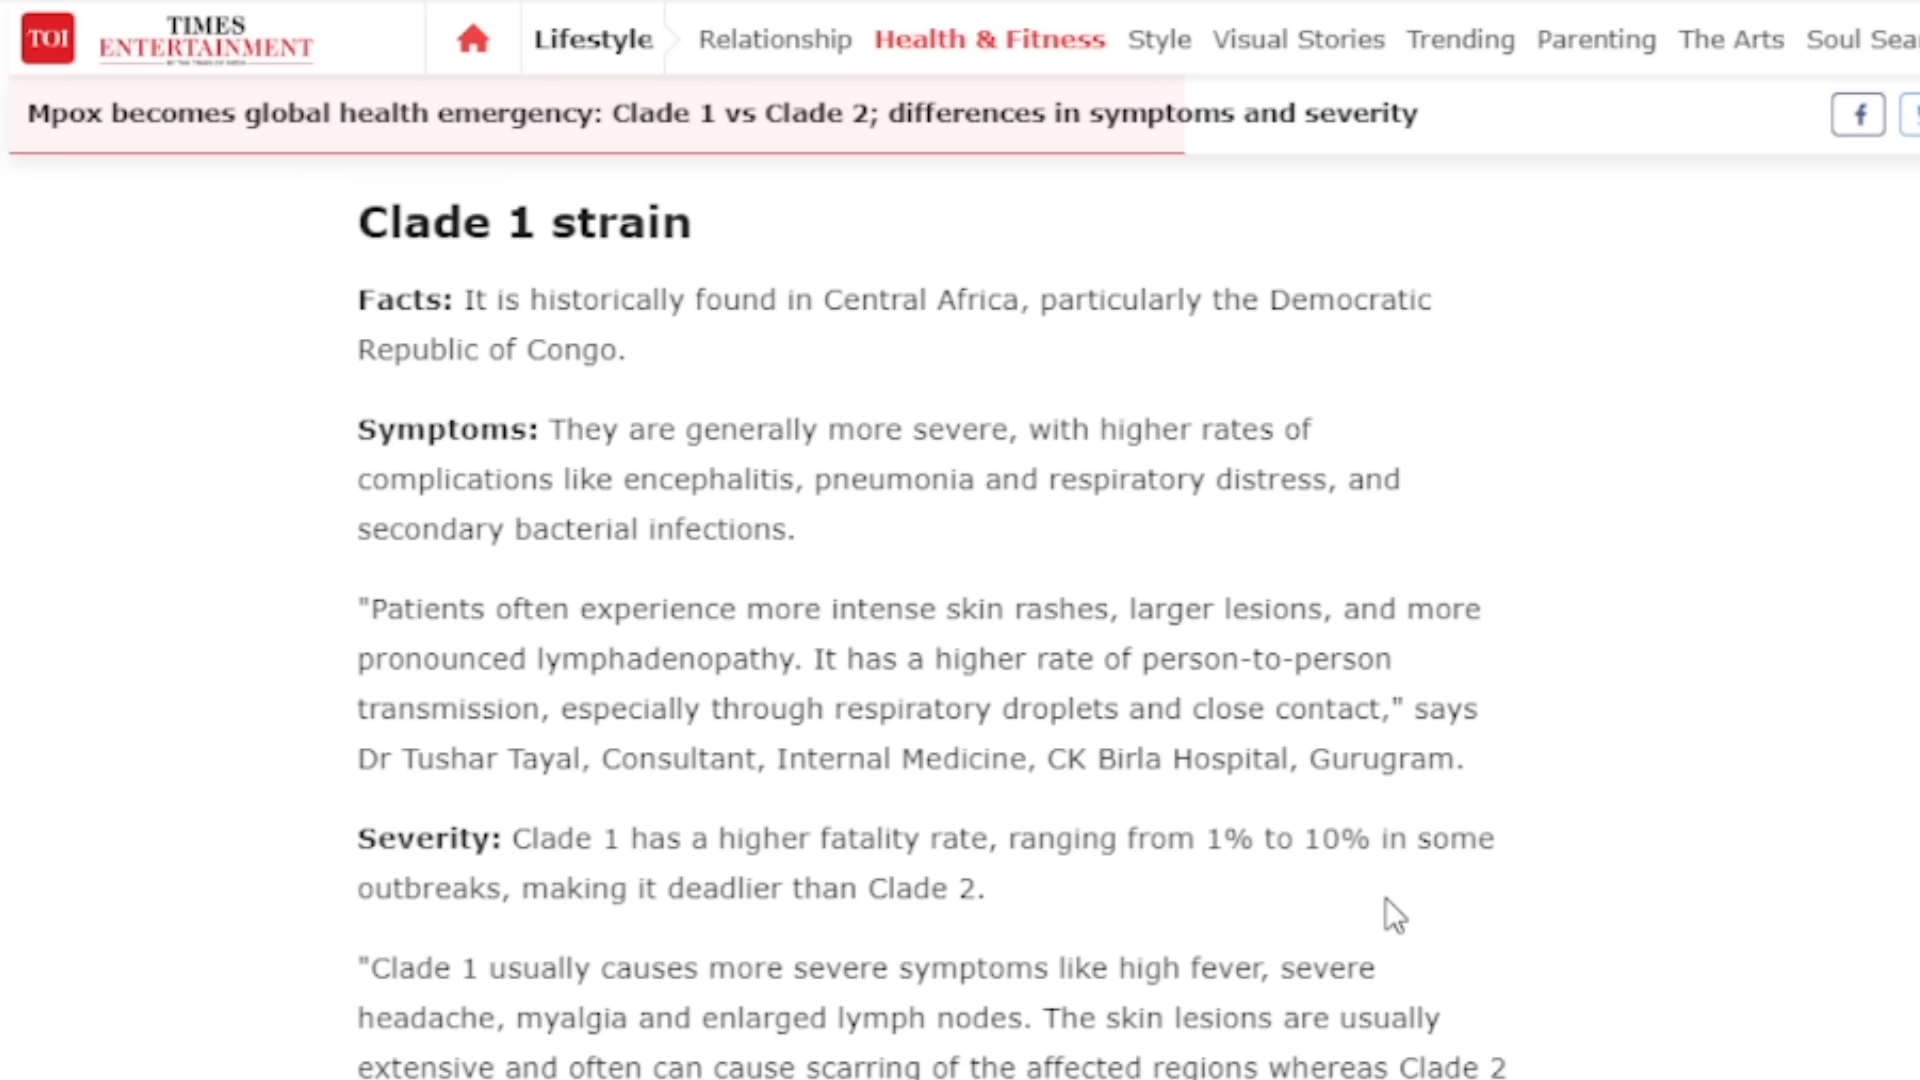 TOI
TIMES
ENTERTAINMENT
Lifestyle Relationship Health & Fitness Style Visual Stories Trending Parenting The Arts Soul Sea
Mpox becomes global health emergency: Clade 1 vs Clade 2; differences in symptoms and severity
f
Clade 1 strain
Facts: It is historically found in Central Africa, particularly the Democratic
Republic of Congo.
Symptoms: They are generally more severe, with higher rates of
complications like encephalitis, pneumonia and respiratory distress, and
secondary bacterial infections.
"Patients often experience more intense skin rashes, larger lesions, and more
pronounced lymphadenopathy. It has a higher rate of person-to-person
transmission, especially through respiratory droplets and close contact," says
Dr Tushar Tayal, Consultant, Internal Medicine, CK Birla Hospital, Gurugram.
Severity: Clade 1 has a higher fatality rate, ranging from 1% to 10% in some
outbreaks, making it deadlier than Clade 2.
"Clade 1 usually causes more severe symptoms like high fever, severe
headache, myalgia and enlarged lymph nodes. The skin lesions are usually
extensive and often can cause scarring of the affected regions whereas Clade 2